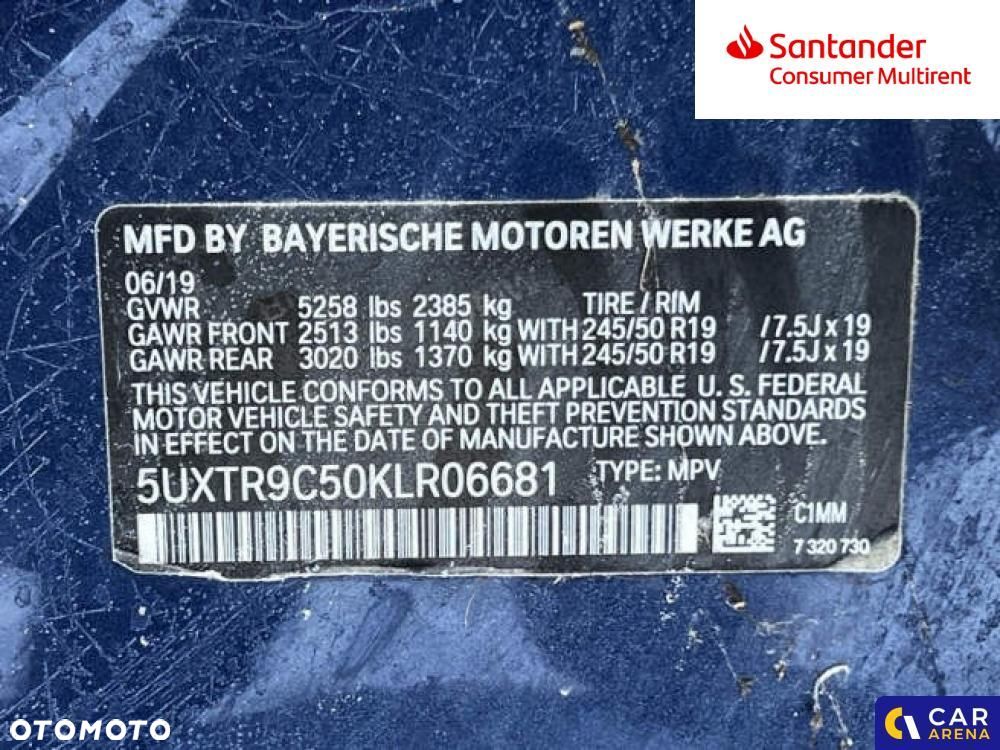 Santander
Consumer Multirent
MFD BY BAYERISCHE MOTOREN WERKE AG
06/19
GVWR 5258 lbs 2385 kg TIRE / RIM
GAWR FRONT 2513 lbs 1140 kg WITH 245/50 R19 /7.5J x 19
GAWR REAR 3020 lbs 1370 kg WITH 245/50 R19 /7.5J x 19
THIS VEHICLE CONFORMS TO ALL APPLICABLE U. S. FEDERAL
MOTOR VEHICLE SAFETY AND THEFT PREVENTION STANDARDS
IN EFFECT ON THE DATE OF MANUFACTURE SHOWN ABOVE.
5UXTR9C50KLR06681 TYPE: MPV
C1MM
7 320 730
OTOMOTO
CAR
ARENA